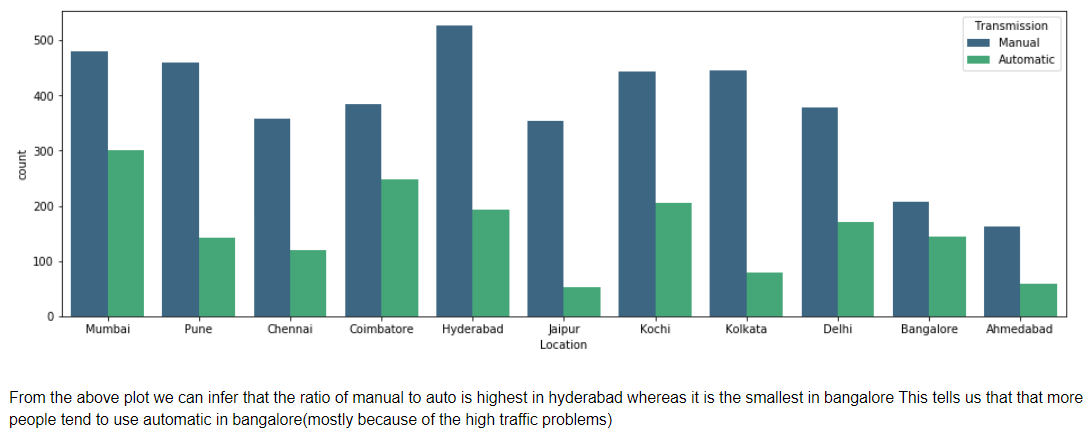 Transmission
Manual
Automatic
500
400
300
200
100
0
count
Mumbai Pune Chennai Coimbatore Hyderabad Jaipur Kochi Kolkata Delhi Bangalore Ahmedabad
Location
From the above plot we can infer that the ratio of manual to auto is highest in hyderabad whereas it is the smallest in bangalore This tells us that that more
people tend to use automatic in bangalore(mostly because of the high traffic problems)